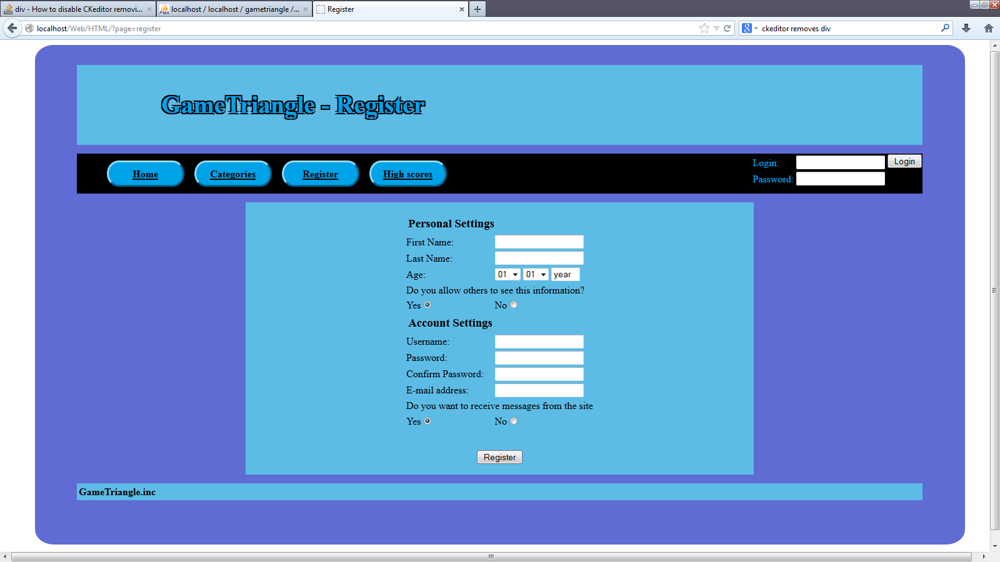 div - How to disable CKeditor removi...
localhost / localhost / gametriangle /...
Register
localhost/Web/HTML/?page=register
ckeditor removes div
GameTriangle - Register
Home
Categories
Register
High scores
Login:
Login
Password:
Personal Settings
First Name:
Last Name:
Age:
01
01
year
Do you allow others to see this information?
Yes
No
Account Settings
Username:
Password:
Confirm Password:
E-mail address:
Do you want to receive messages from the site
Yes
No
Register
GameTriangle.inc